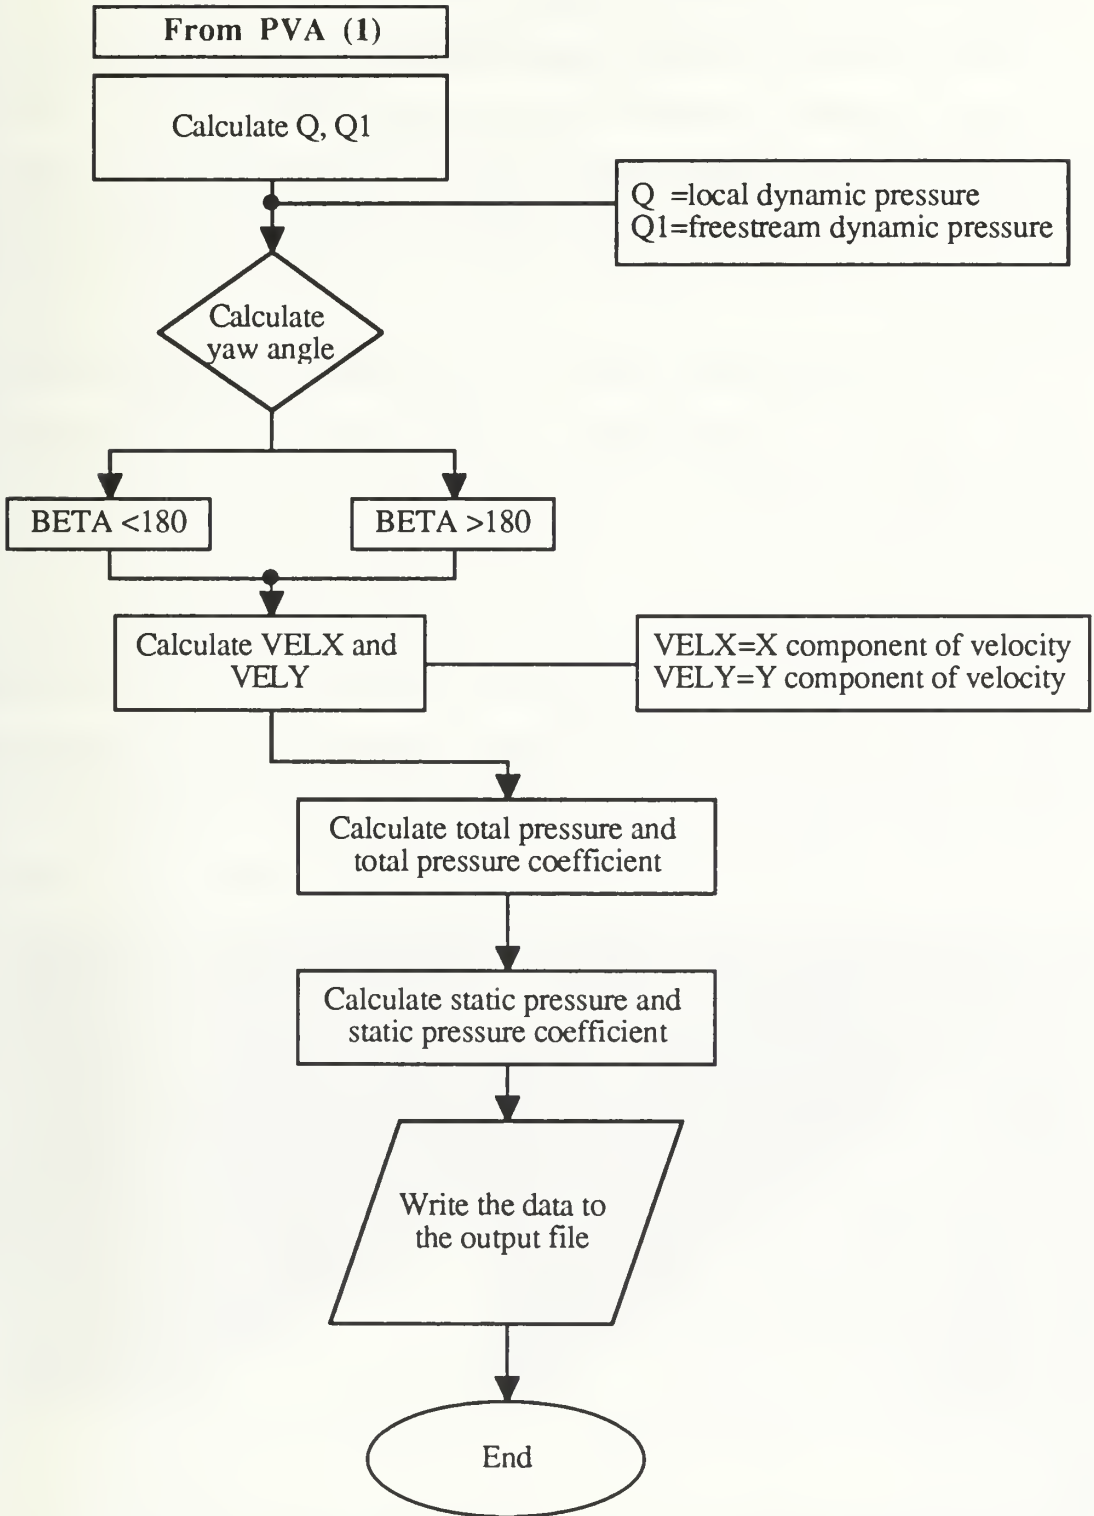 From PVA (1)
Calculate Q, Q1
Q =local dynamic pressure
Q1=freestream dynamic pressure
Calculate
yaw angle
BETA <180
BETA >180
Calculate VELX and
VELY
VELX=X component of velocity
VELY=Y component of velocity
Calculate total pressure and
total pressure coefficient
Calculate static pressure and
static pressure coefficient
Write the data to
the output file
End